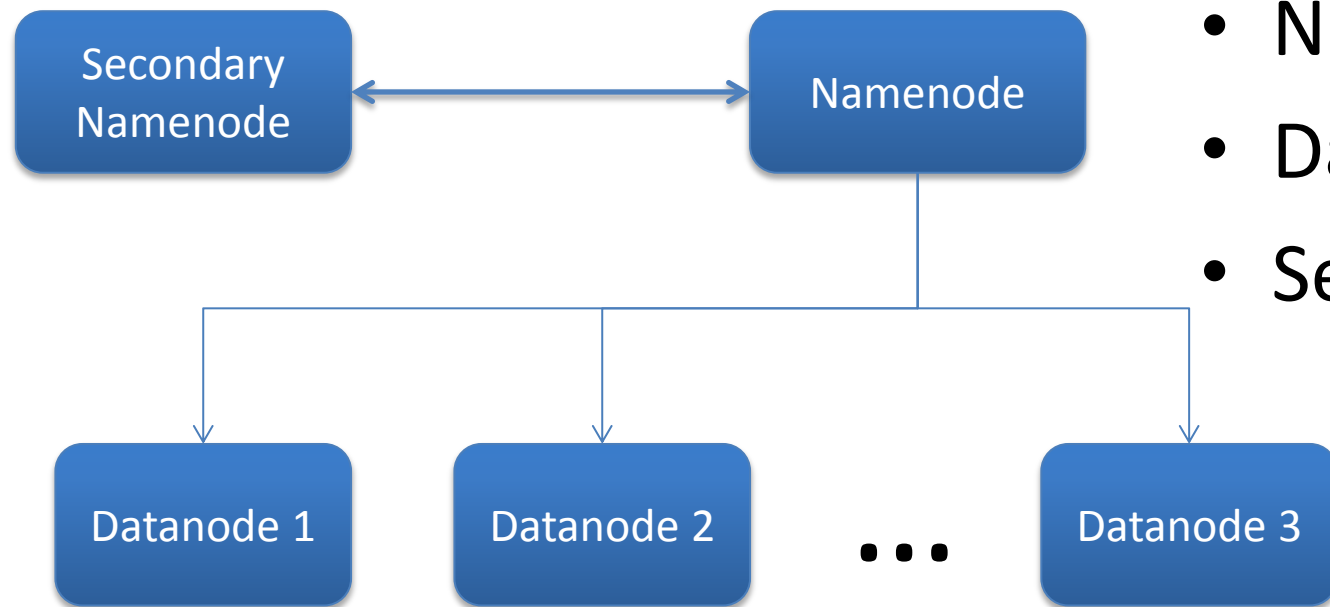 Secondary
Namenode
Namenode
Datanode 1
Datanode 2
...
Datanode 3